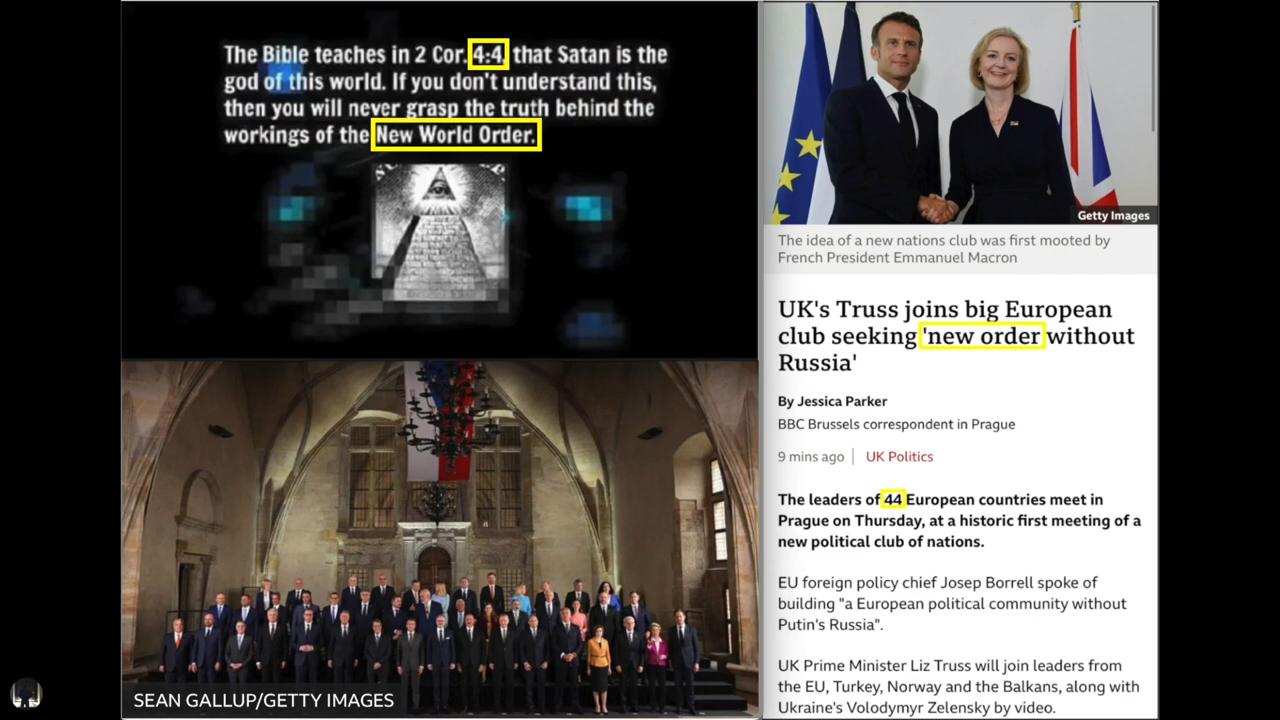 The Bible teaches in 2 Cor. 4:4, that Satan is the
god of this world. If you don't understand this,
then you will never grasp the truth behind the
workings of the New World Order.
SEAN GALLUP/GETTY IMAGES
Getty Images
The idea of a new nations club was first mooted by
French President Emmanuel Macron
UK's Truss joins big European
club seeking 'new order without
Russia'
By Jessica Parker
BBC Brussels correspondent in Prague
9 mins ago | UK Politics
The leaders of 44 European countries meet in
Prague on Thursday, at a historic first meeting of a
new political club of nations.
EU foreign policy chief Josep Borrell spoke of
building "a European political community without
Putin's Russia".
UK Prime Minister Liz Truss will join leaders from
the EU, Turkey, Norway and the Balkans, along with
Ukraine's Volodymyr Zelensky by video.